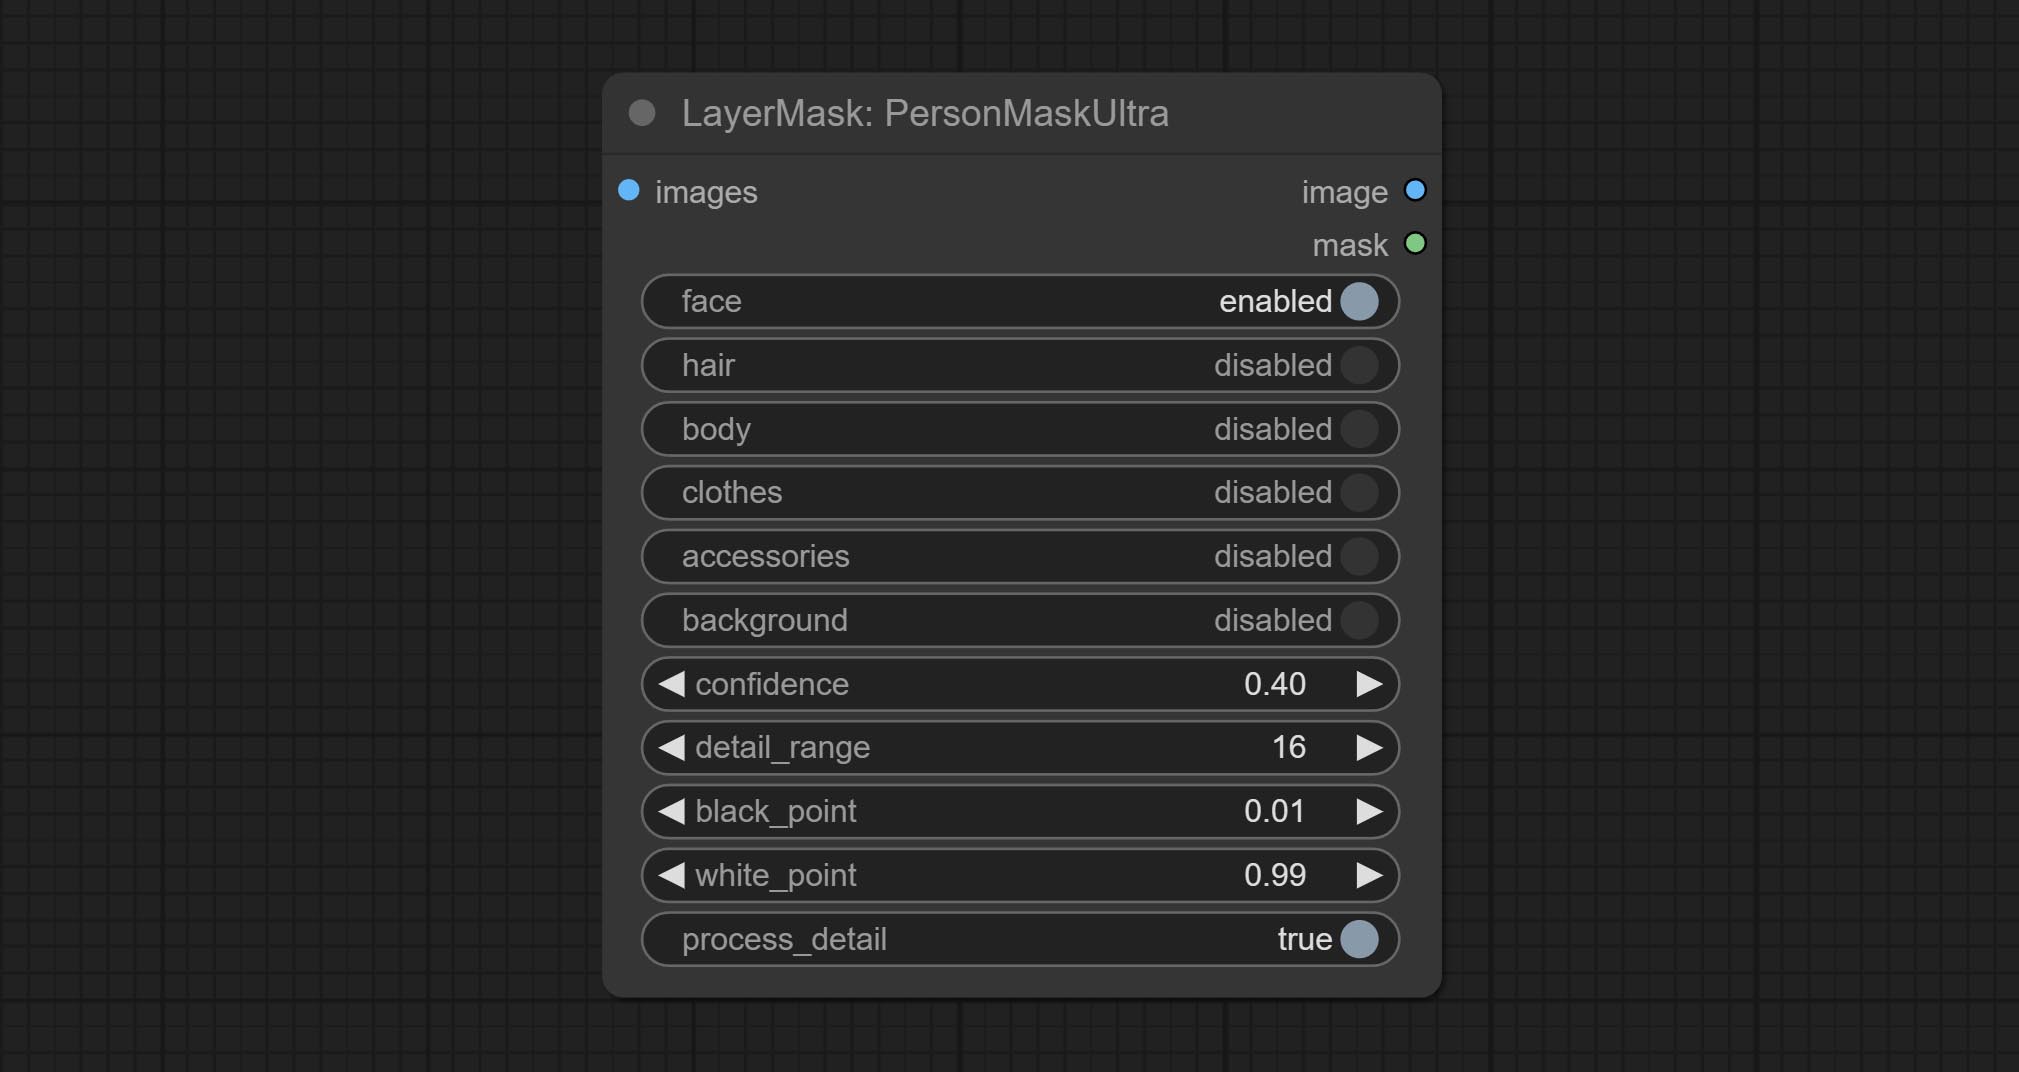 LayerMask: PersonMaskUltra
images image
mask
face enabled
hair disabled
body disabled
clothes disabled
accessories disabled
background disabled
confidence 0.40
detail_range 16
black_point 0.01
white_point 0.99
process_detail true